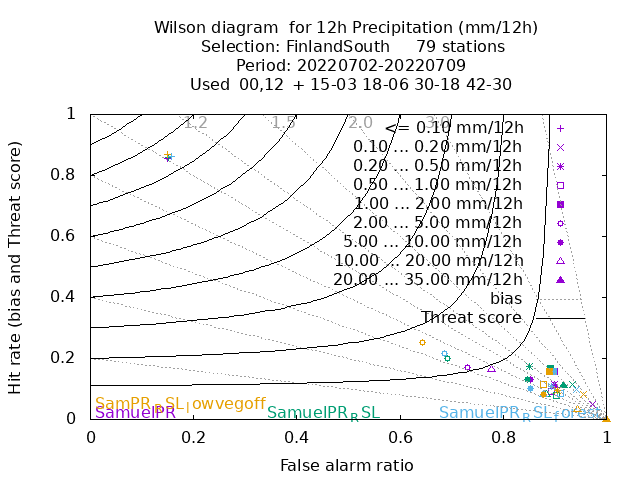 Wilson diagram  for 12h Precipitation (mm/12h)
Selection: FinlandSouth     79 stations
Period: 20220702-20220709
Used  00,12  + 15-03 18-06 30-18 42-30
1.2 1.5 2.0 3.0
<= 0.10 mm/12h
0.10 ... 0.20 mm/12h
0.20 ... 0.50 mm/12h
0.50 ... 1.00 mm/12h
1.00 ... 2.00 mm/12h
2.00 ... 5.00 mm/12h
5.00 ... 10.00 mm/12h
10.00 ... 20.00 mm/12h
20.00 ... 35.00 mm/12h
bias
Threat score
Hit rate (bias and Threat score)
1
0.8
0.6
0.4
0.2
0
SamPR_RSL_lowvegoff
SamuelPR SamuelPR_RSL SamuelPR_RSL_forest
0 0.2 0.4 0.6 0.8 1
False alarm ratio